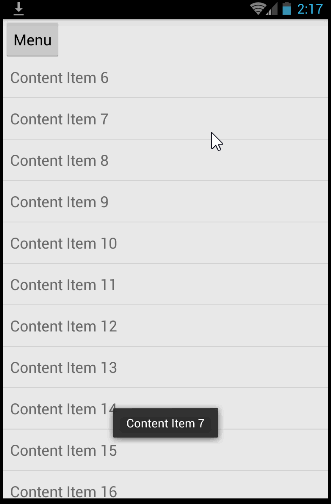 2:17
Menu
Content Item 6
Content Item 7
Content Item 8
Content Item 9
Content Item 10
Content Item 11
Content Item 12
Content Item 13
Content Item 14
Content Item 7
Content Item 15
Content Item 16